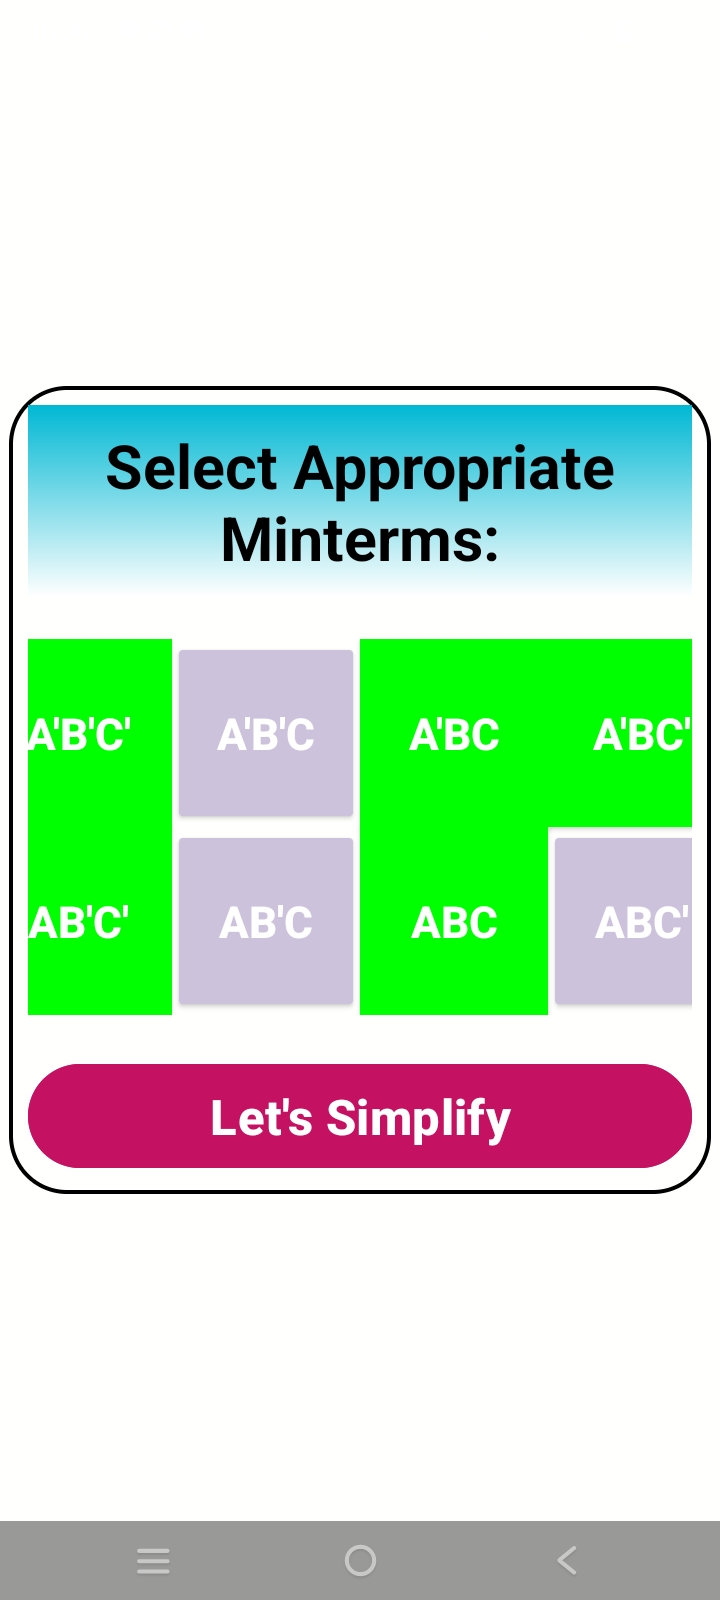 Select Appropriate
Minterms:
A'B'C' A'B'C A'BC A'BC'
AB'C' AB'C ABC ABC'
Let's Simplify